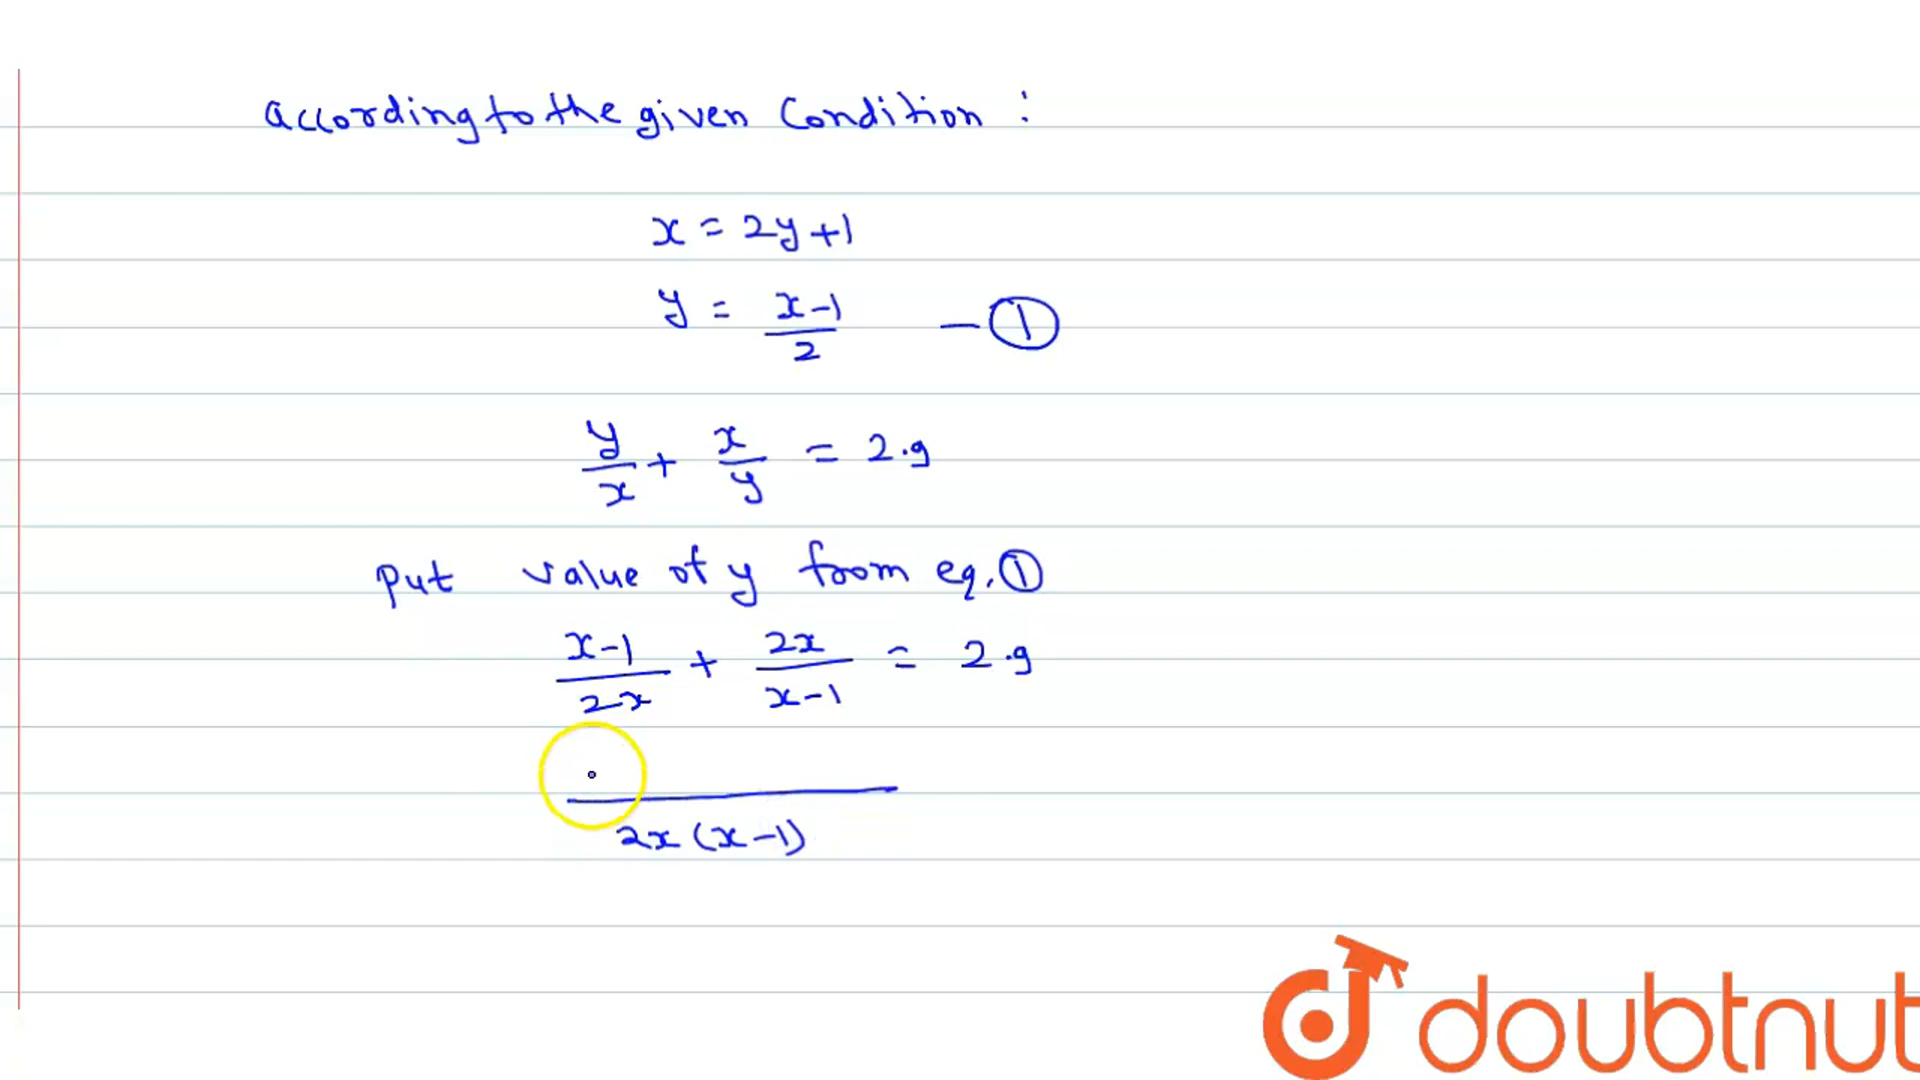 According to the given Condition :
x = 2y+1
y = x-1/2 - ①
y/x + x/y = 2.9
put value of y from eq. ①
x-1/2x + 2x/x-1 = 2.9
2x(x-1)
doubtnut